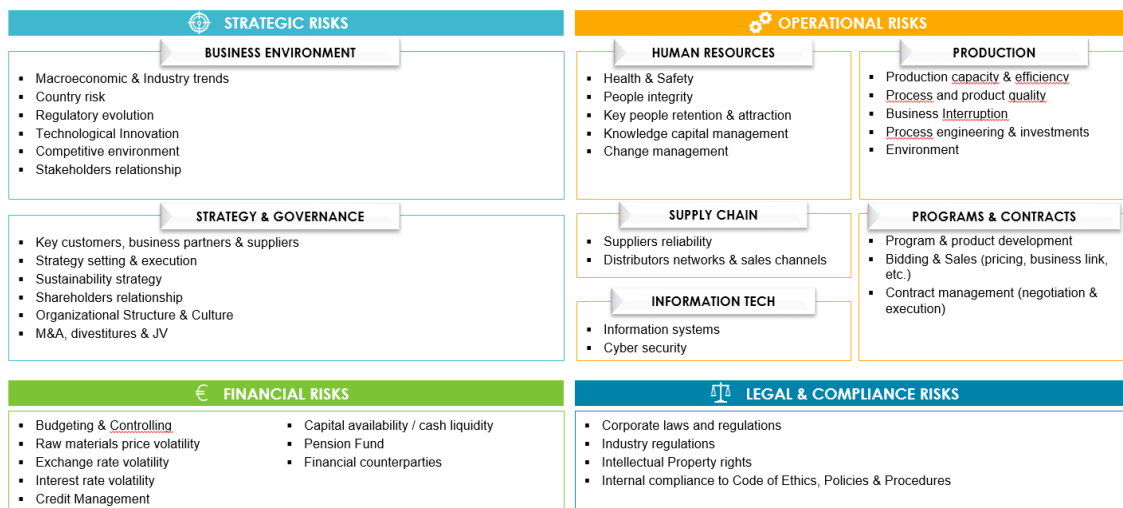 STRATEGIC RISKS
BUSINESS ENVIRONMENT
Macroeconomic & Industry trends
Country risk
Regulatory evolution
Technological Innovation
Competitive environment
Stakeholders relationship
STRATEGY & GOVERNANCE
Key customers, business partners & suppliers
Strategy setting & execution
Sustainability strategy
Shareholders relationship
Organizational Structure & Culture
M&A, divestitures & JV
OPERATIONAL RISKS
HUMAN RESOURCES
Health & Safety
People integrity
Key people retention & attraction
Knowledge capital management
Change management
PRODUCTION
Production capacity & efficiency
Process and product quality
Business Interruption
Process engineering & investments
Environment
SUPPLY CHAIN
Suppliers reliability
Distributors networks & sales channels
INFORMATION TECH
Information systems
Cyber security
PROGRAMS & CONTRACTS
Program & product development
Bidding & Sales (pricing, business link,
etc.)
Contract management (negotiation &
execution)
€ FINANCIAL RISKS
Budgeting & Controlling
Raw materials price volatility
Exchange rate volatility
Interest rate volatility
Credit Management
Capital availability / cash liquidity
Pension Fund
Financial counterparties
LEGAL & COMPLIANCE RISKS
Corporate laws and regulations
Industry regulations
Intellectual Property rights
Internal compliance to Code of Ethics, Policies & Procedures